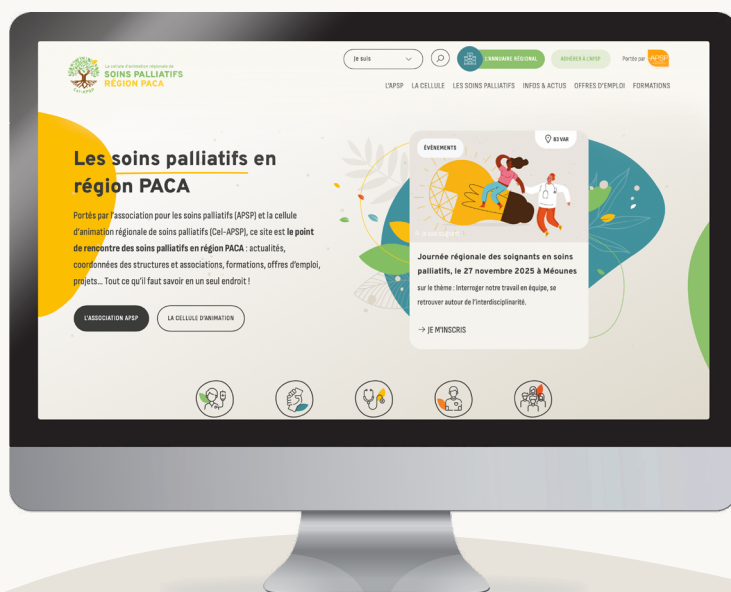 La cellule d'animation régionale de
SOINS PALLIATIFS
RÉGION PACA
Cel-APSP
Je suis
L'ANNUAIRE RÉGIONAL
ADHÉRER À L'APSP
Portée par
APSP
L'APSP LA CELLULE LES SOINS PALLIATIFS INFOS & ACTUS OFFRES D'EMPLOI FORMATIONS
Les soins palliatifs en
région PACA
Portés par l'association pour les soins palliatifs (APSP) et la cellule
d'animation régionale de soins palliatifs (Cel-APSP), ce site est le point
de rencontre des soins palliatifs en région PACA : actualités,
coordonnées des structures et associations, formations, offres d'emploi,
projets... Tout ce qu'il faut savoir en un seul endroit !
L'ASSOCIATION APSP
LA CELLULE D'ANIMATION
ÉVÈNEMENTS
83 VAR
Journée régionale des soignants en soins
palliatifs, le 27 novembre 2025 à Méounes
sur le thème : Interroger notre travail en équipe, se
retrouver autour de l'interdisciplinarité.
→ JE M'INSCRIS